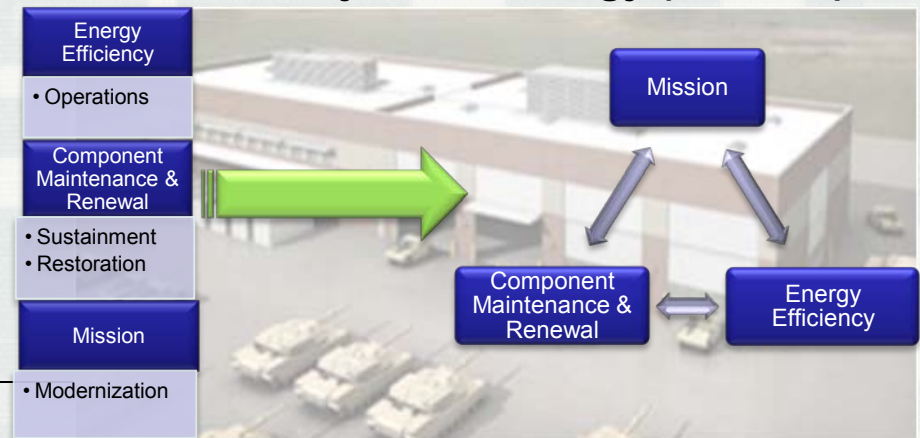 Energy
Efficiency
• Operations
Component
Maintenance &
Renewal
• Sustainment
• Restoration
Mission
• Modernization
Mission
Component
Maintenance &
Renewal
Energy
Efficiency